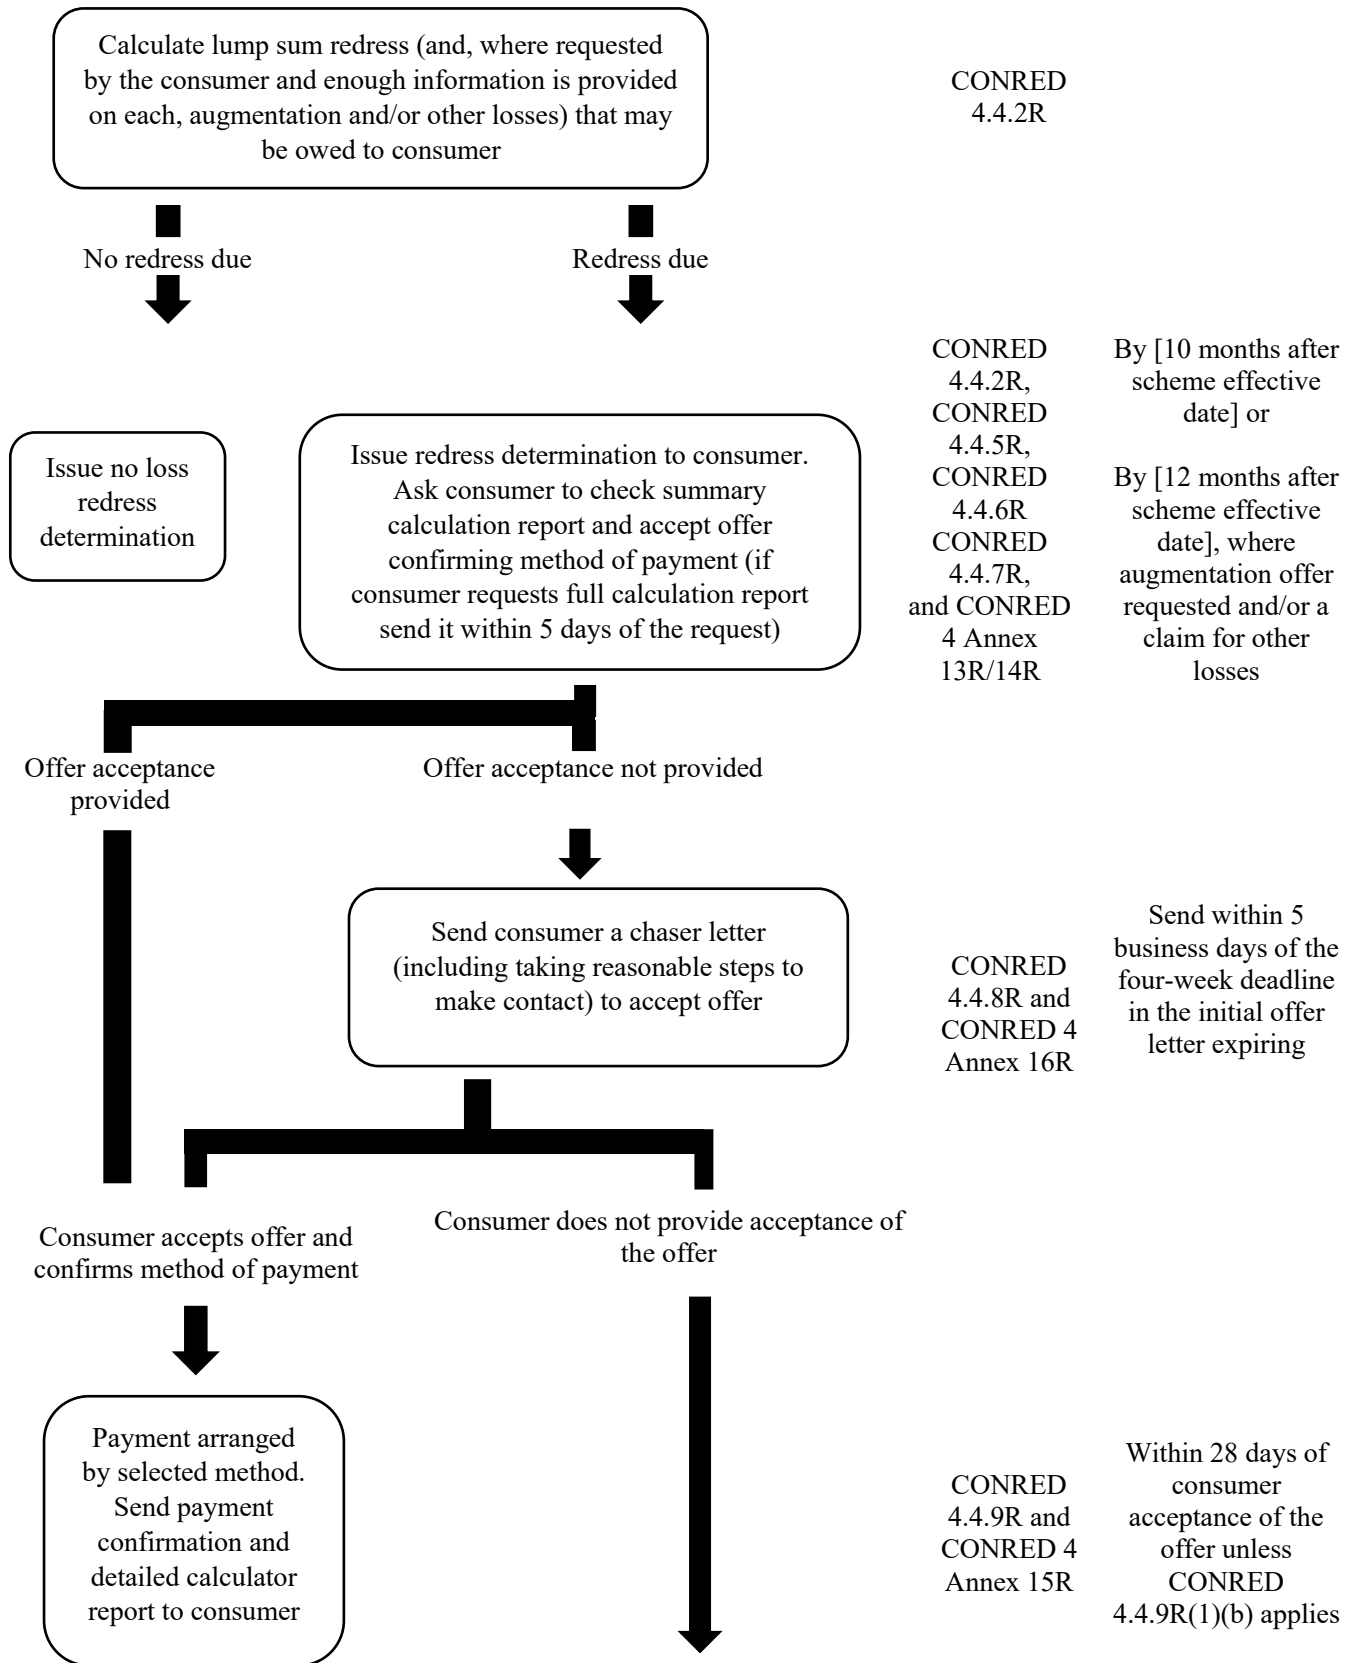 Calculate lump sum redress (and, where requested
by the consumer and enough information is provided
on each, augmentation and/or other losses) that may
be owed to consumer
CONRED
4.4.2R
No redress due
Redress due
Issue no loss
redress
determination
Issue redress determination to consumer.
Ask consumer to check summary
calculation report and accept offer
confirming method of payment (if
consumer requests full calculation report
send it within 5 days of the request)
CONRED
4.4.2R,
CONRED
4.4.5R,
CONRED
4.4.6R
CONRED
4.4.7R,
and CONRED
4 Annex
13R/14R
By [10 months after
scheme effective
date] or
By [12 months after
scheme effective
date], where
augmentation offer
requested and/or a
claim for other
losses
Offer acceptance
provided
Offer acceptance not provided
Send consumer a chaser letter
(including taking reasonable steps to
make contact) to accept offer
CONRED
4.4.8R and
CONRED 4
Annex 16R
Send within 5
business days of the
four-week deadline
in the initial offer
letter expiring
Consumer accepts offer and
confirms method of payment
Consumer does not provide acceptance of
the offer
Payment arranged
by selected method.
Send payment
confirmation and
detailed calculator
report to consumer
CONRED
4.4.9R and
CONRED 4
Annex 15R
Within 28 days of
consumer
acceptance of the
offer unless
CONRED
4.4.9R(1)(b) applies